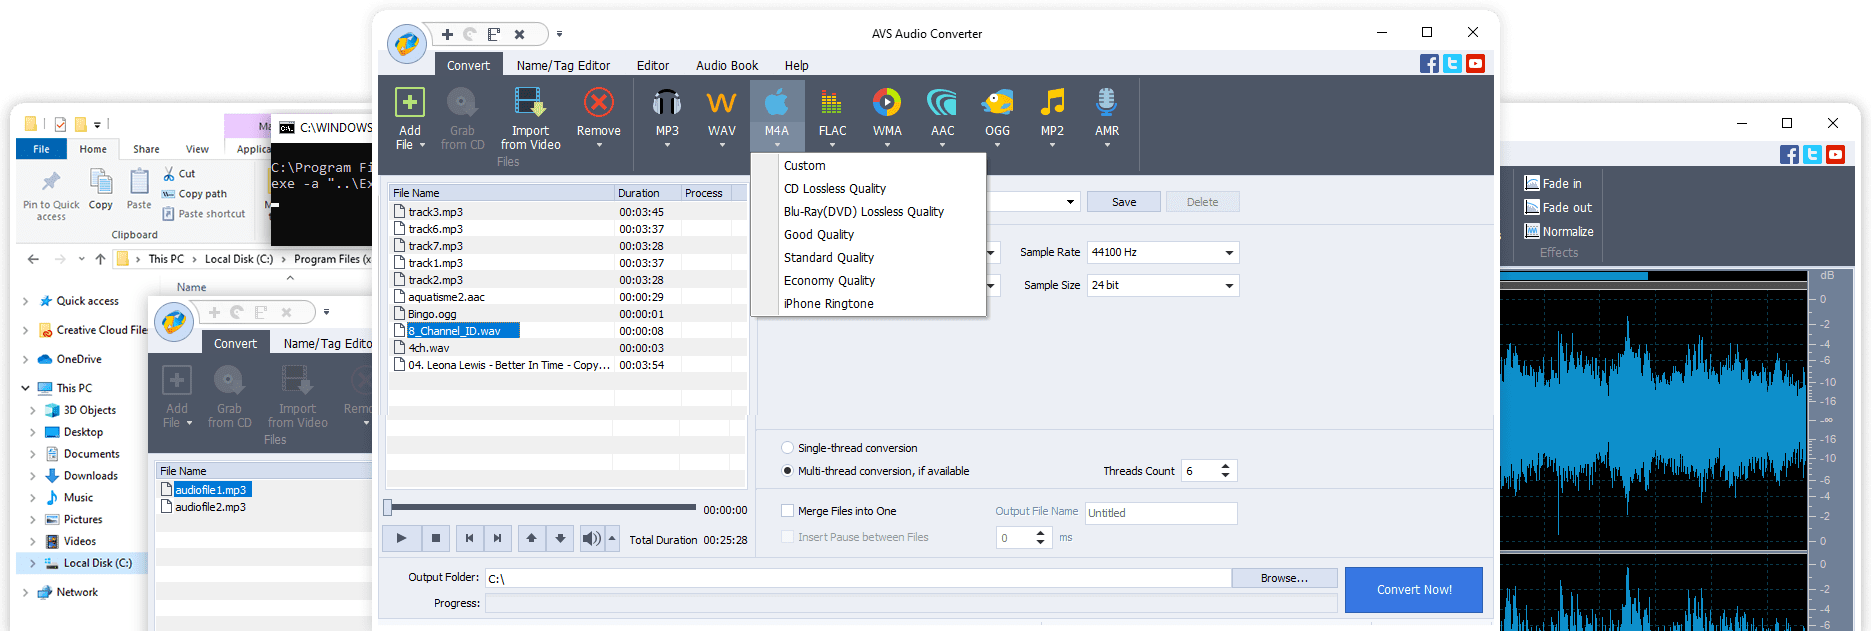 AVS Audio Converter
Convert Name/Tag Editor Editor Audio Book Help
Add File
Grab from CD
Import from Video
Remove
Files
MP3 WAV M4A FLAC WMA AAC OGG MP2 AMR
Custom
CD Lossless Quality
Blu-Ray(DVD) Lossless Quality
Good Quality
Standard Quality
Economy Quality
iPhone Ringtone
File Name Duration Process
track3.mp3 00:03:45
track6.mp3 00:03:37
track7.mp3 00:03:28
track1.mp3 00:03:37
track2.mp3 00:03:28
aquatisme2.aac 00:00:29
Bingo.ogg 00:00:01
8_Channel_ID.wav 00:00:08
4ch.wav 00:00:03
04. Leona Lewis - Better In Time - Copy... 00:03:54
Save Delete
Sample Rate 44100 Hz
Sample Size 24 bit
Single-thread conversion
Multi-thread conversion, if available Threads Count 6
Merge Files into One Output File Name Untitled
Insert Pause between Files 0 ms
00:00:00
Total Duration 00:25:28
Output Folder: C:\ Browse...
Progress:
Convert Now!
Ma
File Home Share View Applica
C:\WINDOWS
C:\Program Fi
exe -a "..\Ex
Pin to Quick access
Copy
Paste
Cut
Copy path
Paste shortcut
Clipboard
M
This PC Local Disk (C:) Program Files (x
Name
Quick access
Creative Cloud File
OneDrive
This PC
3D Objects
Desktop
Documents
Downloads
Music
Pictures
Videos
Local Disk (C:)
Network
Convert Name/Tag Edito
Add File
Grab from CD
Import from Video
Remo
Files
File Name
audiofile1.mp3
audiofile2.mp3
Fade in
Fade out
Normalize
Effects
dB
0
-2
-4
-6
-10
-16
-∞
-16
-10
-6
-4
-2
0
0
-2
-4
-6